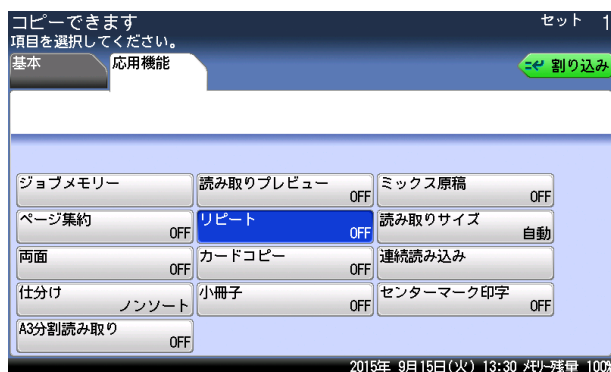 コピーできます
セット 1
項目を選択してください。
基本
応用機能
割り込み
ジョブメモリー
読み取りプレビュー
OFF
ミックス原稿
OFF
ページ集約
OFF
リピート
OFF
読み取りサイズ
自動
両面
OFF
カードコピー
OFF
連続読み込み
仕分け
ノンソート
小冊子
OFF
センターマーク印字
OFF
A3分割読み取り
OFF
2015年 9月15日(火) 13:30 メモリー残量 100%